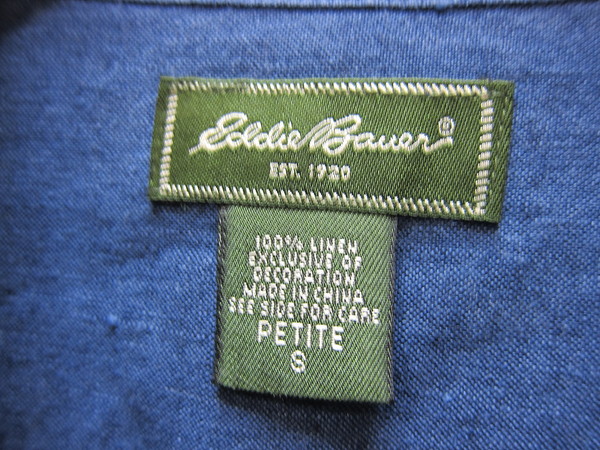 Eddie Bauer®
EST. 1920
100% LINEN
EXCLUSIVE OF
DECORATION
MADE IN CHINA
SEE SIDE FOR CARE
PETITE
S